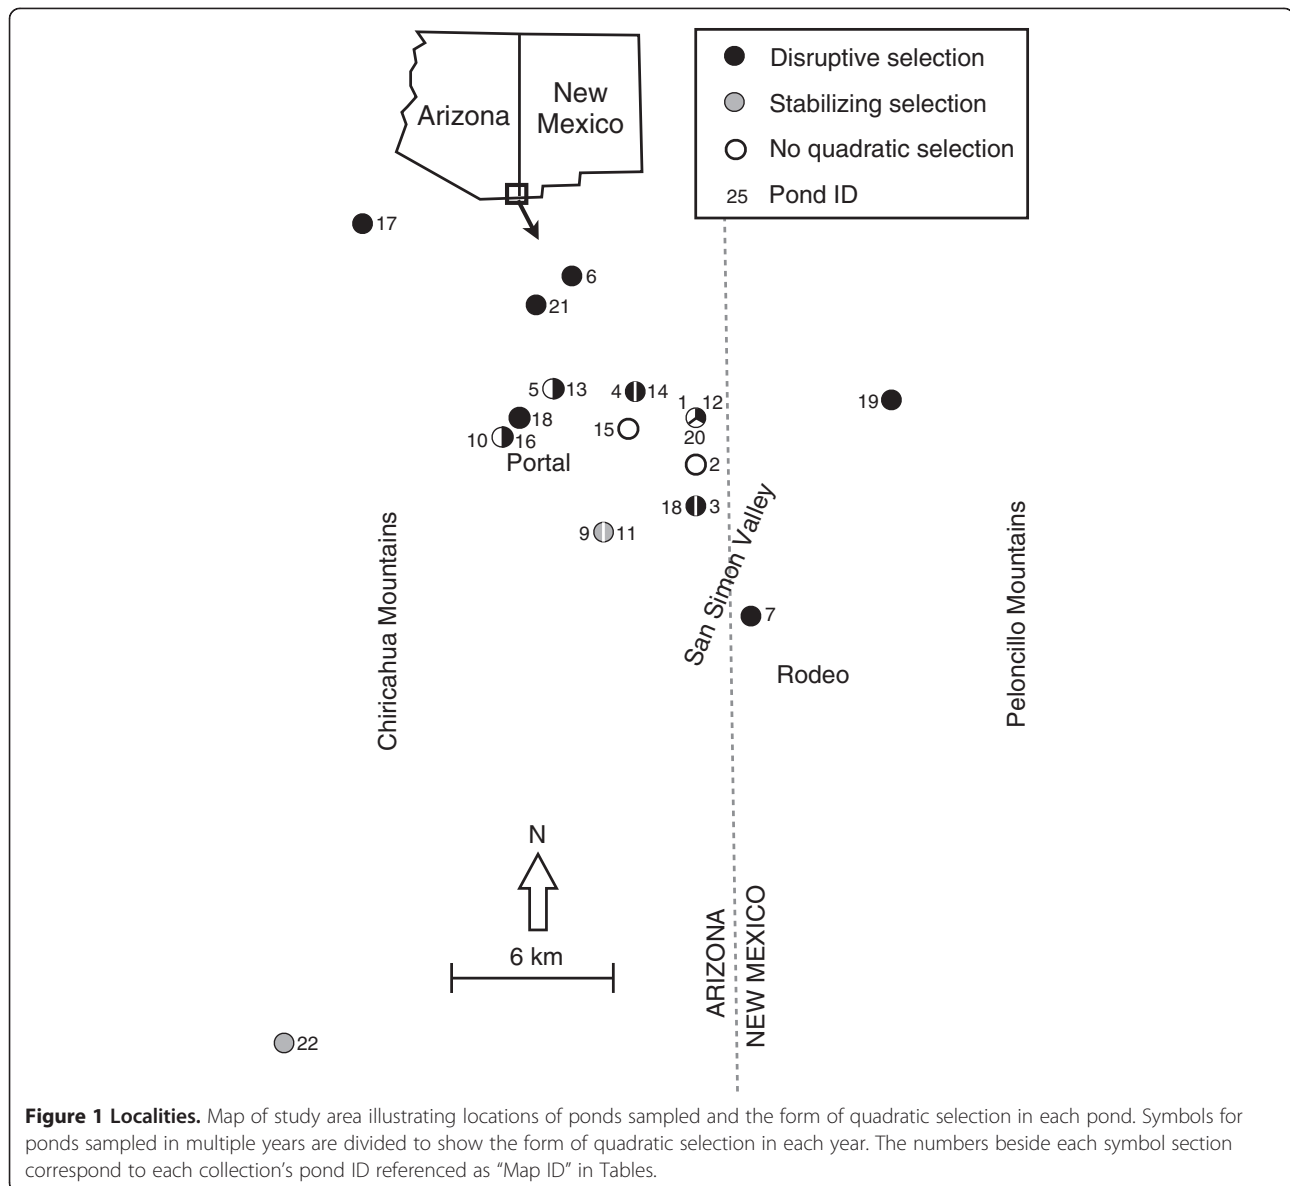 Arizona
New
Mexico
Disruptive selection
Stabilizing selection
No quadratic selection
25 Pond ID
17
6
21
5 13
4 14
1 12
20
19
18
10 16
15
Portal
2
18 3
9 11
San Simon Valley
Chiricahua Mountains
Peloncillo Mountains
7
Rodeo
N
6 km
ARIZONA
NEW MEXICO
22
Figure 1 Localities. Map of study area illustrating locations of ponds sampled and the form of quadratic selection in each pond. Symbols for
ponds sampled in multiple years are divided to show the form of quadratic selection in each year. The numbers beside each symbol section
correspond to each collection's pond ID referenced as "Map ID" in Tables.